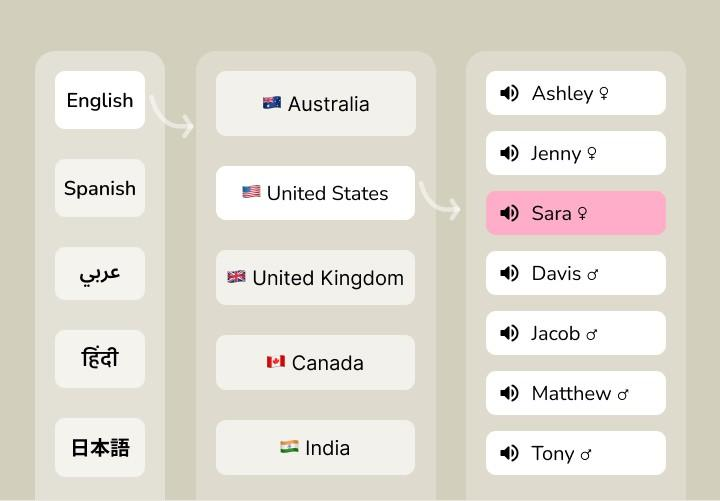 English
Spanish
عربي
हिंदी
日本語
🇦🇺 Australia
🇺🇸 United States
🇬🇧 United Kingdom
🇨🇦 Canada
🇮🇳 India
Ashley ♀
Jenny ♀
Sara ♀
Davis ♂
Jacob ♂
Matthew ♂
Tony ♂